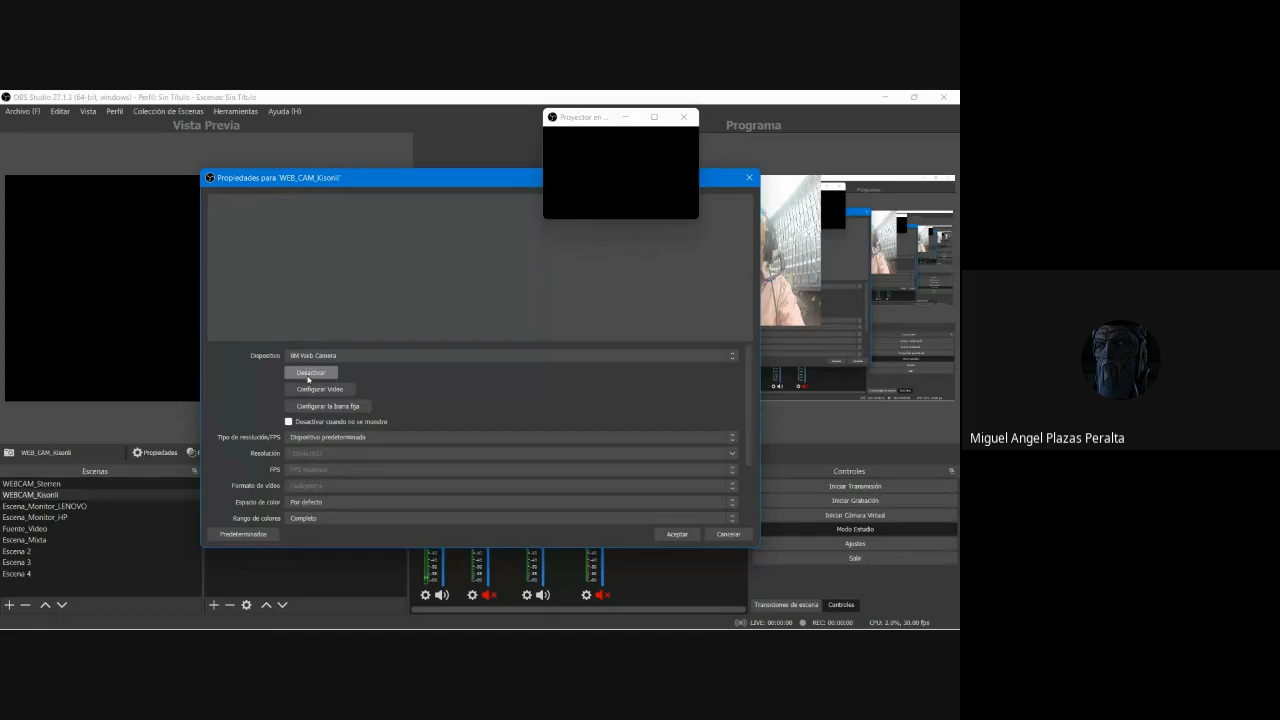 OBS Studio 27.1.3 (64-bit, windows) - Perfil: Sin Título - Escenas: Sin Título
Archivo (F) Editar Vista Perfil Colección de Escenas Herramientas Ayuda (H)
Vista Previa
Programa
Proyector en ...
Propiedades para 'WEB_CAM_Kisonli'
Dispositivo BM Web Camera
Desactivar
Configurar Video
Configurar la barra fija
Desactivar cuando no se muestre
Tipo de resolución/FPS Dispositivo predeterminado
Resolución
FPS FPS máximos
Formato de vídeo Cualquiera
Espacio de color Por defecto
Rango de colores Completo
Predeterminados
Aceptar
Cancelar
WEB_CAM_Kisonli
Propiedades
Escenas
WEBCAM_Sterren
WEBCAM_Kisonli
Escena_Monitor_LENOVO
Escena_Monitor_HP
Fuente_Video
Escena_Mixta
Escena 2
Escena 3
Escena 4
Controles
Iniciar Transmisión
Iniciar Grabación
Iniciar Cámara Virtual
Modo Estudio
Ajustes
Salir
Transiciones de escena Controles
LIVE: 00:00:00 REC: 00:00:00 CPU: 2.0%, 30.00 fps
Miguel Angel Plazas Peralta